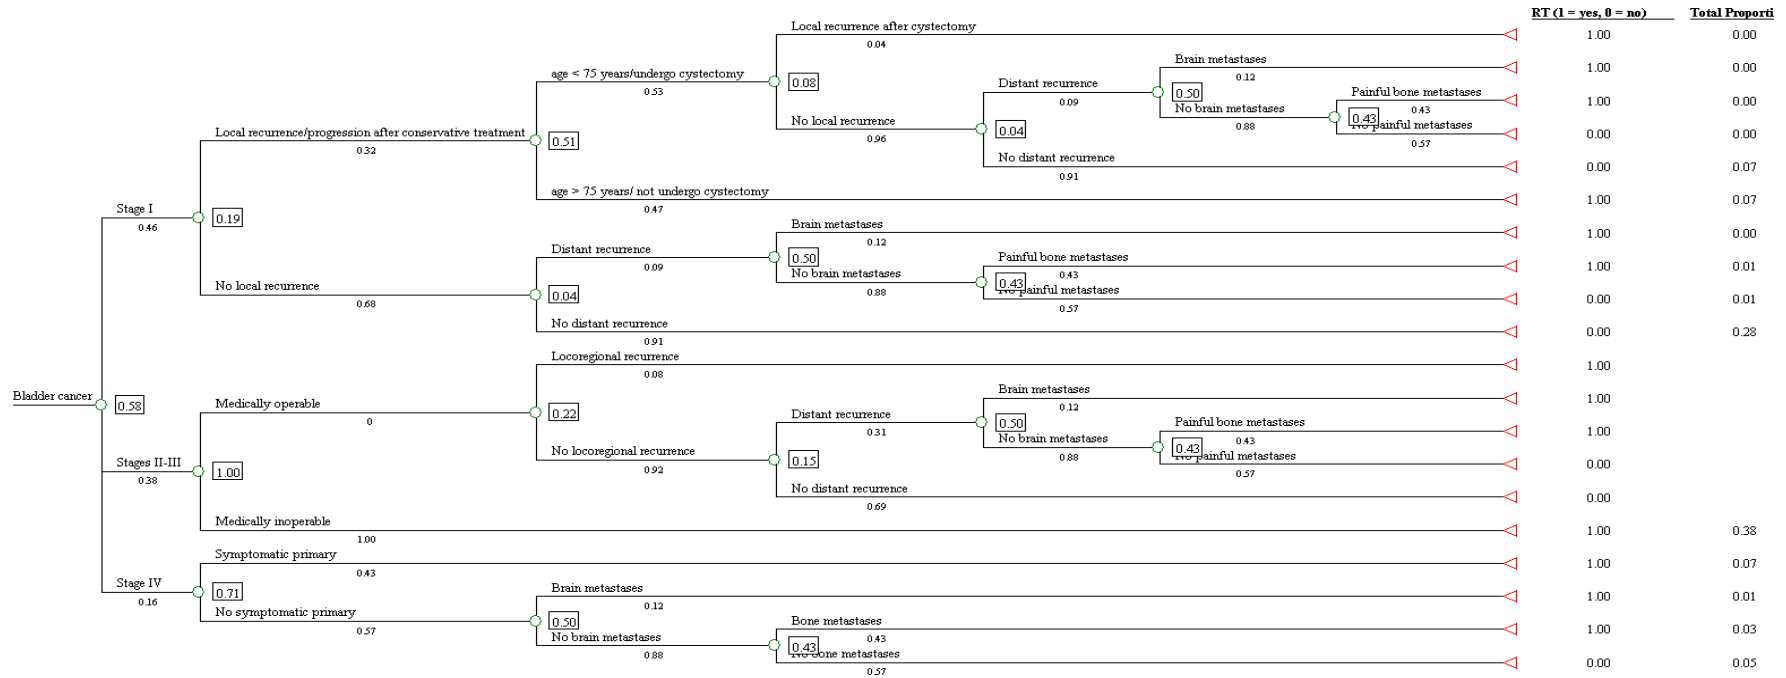 RT (1 = yes, 0 = no) Total Proporti
Local recurrence after cystectomy 1.00 0.00
0.04
Brain metastases 1.00 0.00
0.12
age < 75 years/undergo cystectomy 0.08
0.53
Distant recurrence 0.50
0.09
Painful bone metastases 1.00 0.00
0.43
No brain metastases 0.43
0.88
No local recurrence 0.04
0.96
No painful metastases 0.00 0.00
0.57
Local recurrence/progression after conservative treatment 0.51
0.32
No distant recurrence 0.00 0.07
0.91
age > 75 years/ not undergo cystectomy 1.00 0.07
0.47
Stage I 0.19
0.46
Brain metastases 1.00 0.00
0.12
Distant recurrence 0.50
0.09
Painful bone metastases 1.00 0.01
0.43
No brain metastases 0.43
0.88
No local recurrence 0.04
0.68
No painful metastases 0.00 0.01
0.57
No distant recurrence 0.00 0.28
0.91
Locoregional recurrence 1.00
0.08
Bladder cancer 0.58
Brain metastases 1.00
0.12
Medically operable 0.22
0
Distant recurrence 0.50
0.31
Painful bone metastases 1.00
0.43
No brain metastases 0.43
0.88
No locoregional recurrence 0.15
0.92
No painful metastases 0.00
0.57
Stages II-III 1.00
0.38
No distant recurrence 0.00
0.69
Medically inoperable 1.00 0.38
1.00
Symptomatic primary 1.00 0.07
0.43
Stage IV 0.71
0.16
Brain metastases 1.00 0.01
0.12
No symptomatic primary 0.50
0.57
Bone metastases 1.00 0.03
0.43
No brain metastases 0.43
0.88
No bone metastases 0.00 0.05
0.57